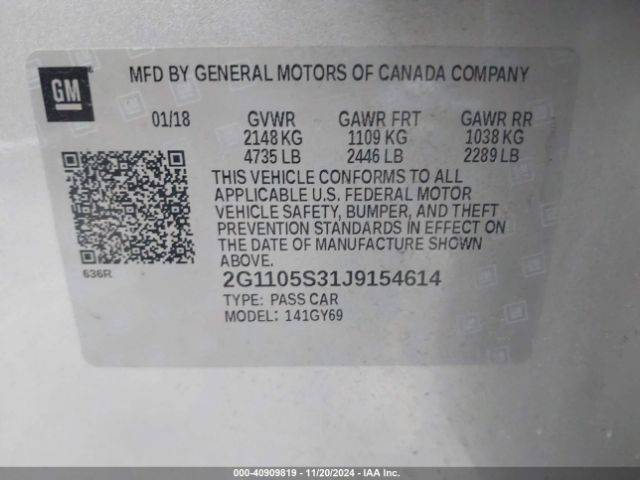 GM
MFD BY GENERAL MOTORS OF CANADA COMPANY
01/18 GVWR GAWR FRT GAWR RR
2148 KG 1109 KG 1038 KG
4735 LB 2446 LB 2289 LB
THIS VEHICLE CONFORMS TO ALL
APPLICABLE U.S. FEDERAL MOTOR
VEHICLE SAFETY, BUMPER, AND THEFT
PREVENTION STANDARDS IN EFFECT ON
THE DATE OF MANUFACTURE SHOWN
ABOVE.
636R
2G1105S31J9154614
TYPE: PASS CAR
MODEL: 141GY69
000-40909819 - 11/20/2024 - IAAI.com